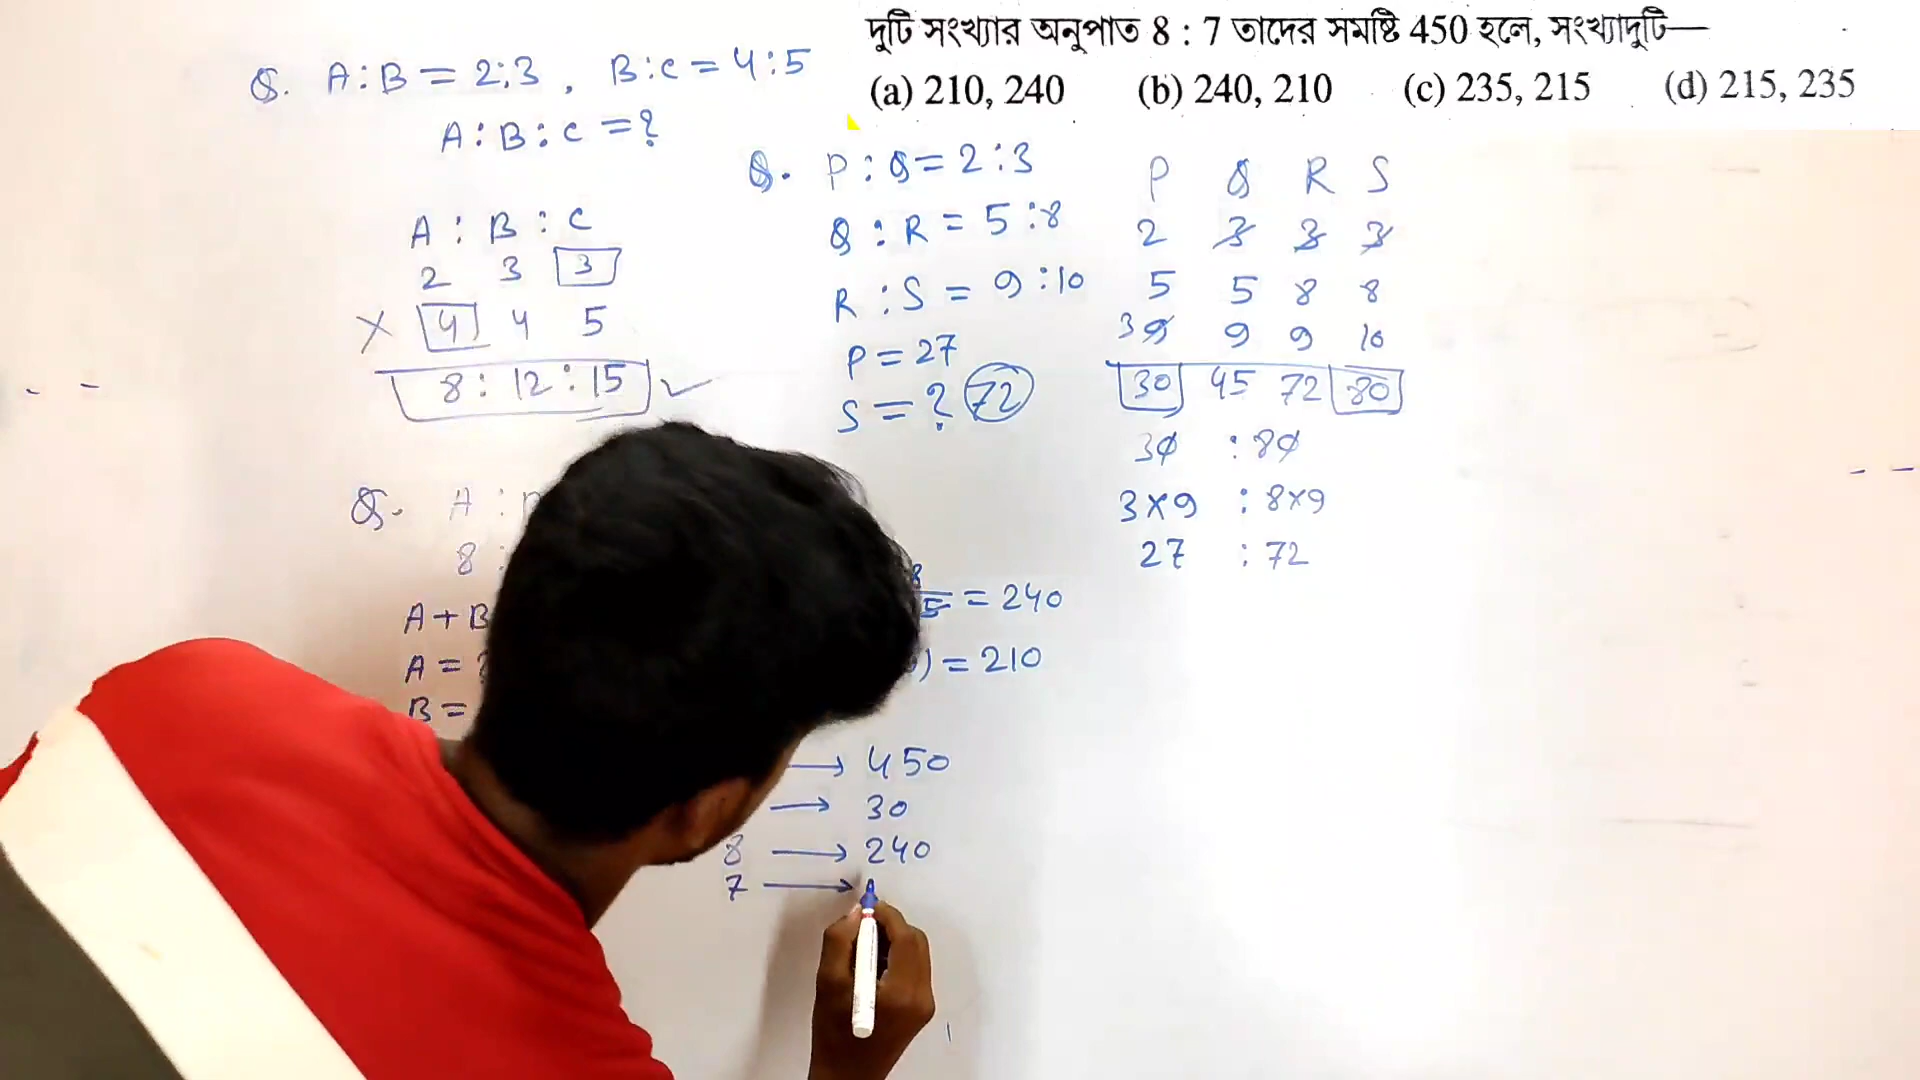 দুটি সংখ্যার অনুপাত 8 : 7 তাদের সমষ্টি 450 হলে, সংখ্যাদুটি—
(a) 210, 240 (b) 240, 210 (c) 235, 215 (d) 215, 235
Q. A:B = 2:3, B:C = 4:5
A:B:C = ?
A : B : C
2 3 3
× 4 4 5
8 : 12 : 15 ✓
Q. P : Q = 2 : 3
Q : R = 5 : 8
R : S = 9 : 10
P = 27
S = ? 72
P Q R S
2 3 3 3
5 5 8 8
3 9 9 9 10
30 45 72 80
30 : 80
3×9 : 8×9
27 : 72
Q. A :
8 :
A + B
A =
B =
= 240
) = 210
→ 450
→ 30
8 → 240
7 →